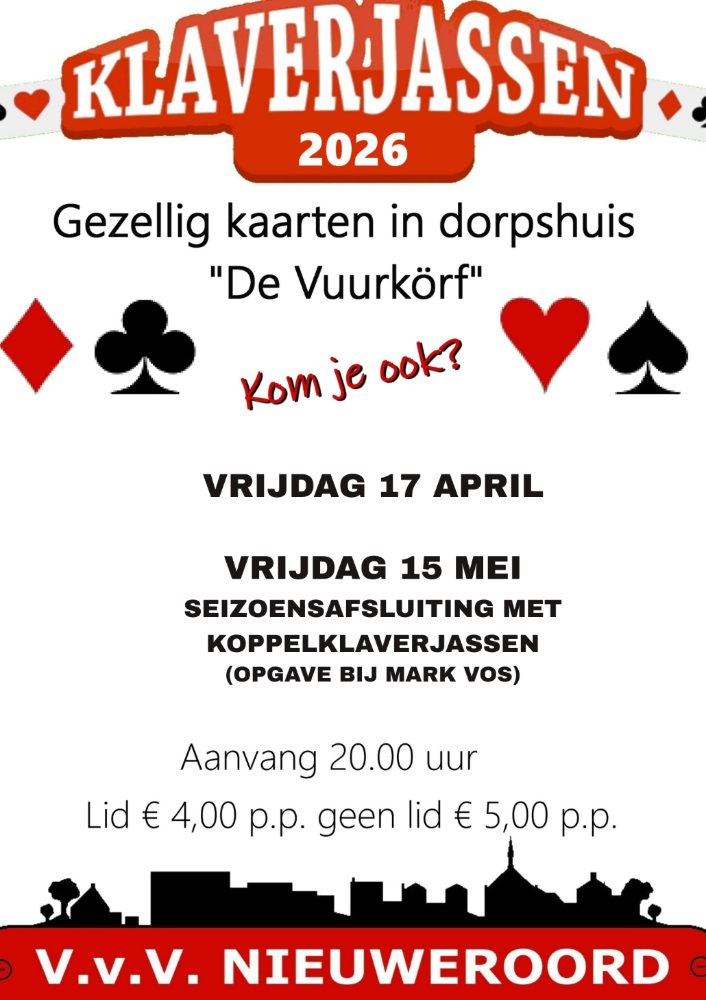 KLAVERJASSEN
2026
Gezellig kaarten in dorpshuis
"De Vuurkörf"
Kom je ook?
VRIJDAG 17 APRIL
VRIJDAG 15 MEI
SEIZOENSAFSLUITING MET
KOPPELKLAVERJASSEN
(OPGAVE BIJ MARK VOS)
Aanvang 20.00 uur
Lid € 4,00 p.p. geen lid € 5,00 p.p.
V.v.V. NIEUWEROORD